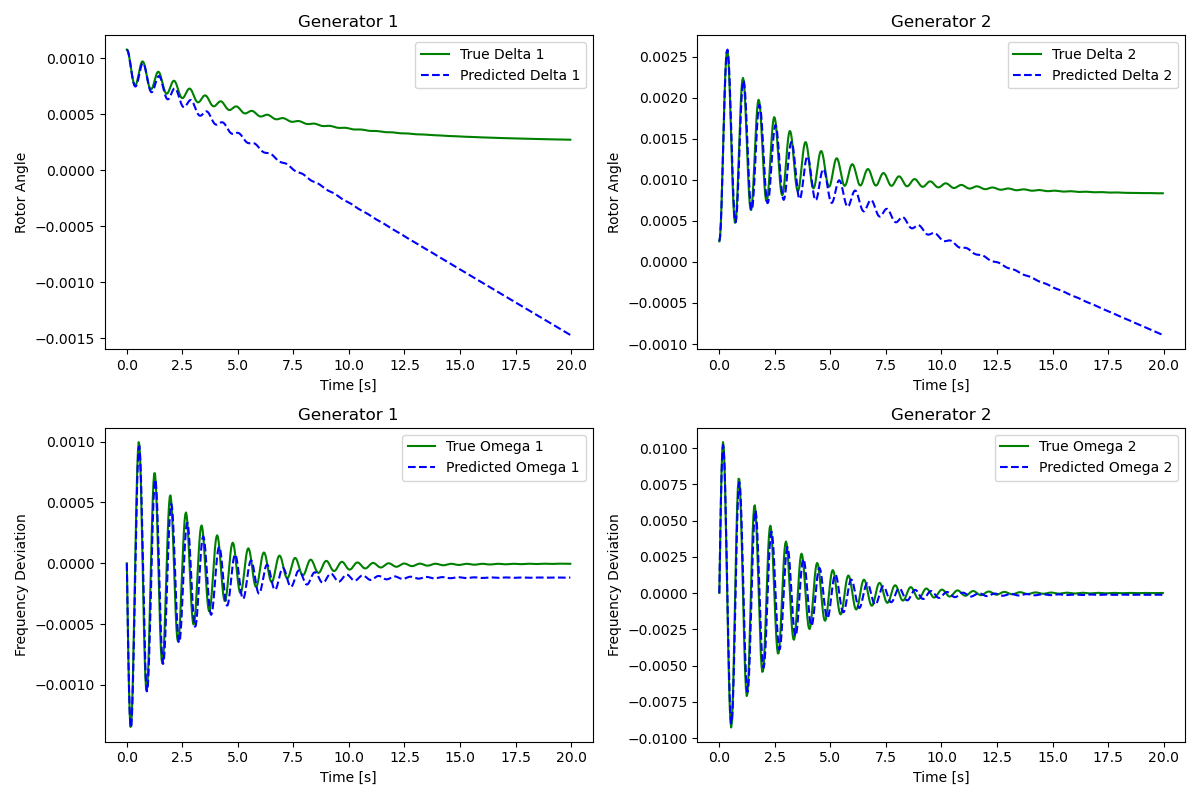 Generator 1
True Delta 1
Predicted Delta 1
0.0010
0.0005
0.0000
−0.0005
−0.0010
−0.0015
Rotor Angle
0.0 2.5 5.0 7.5 10.0 12.5 15.0 17.5 20.0
Time [s]
Generator 2
True Delta 2
Predicted Delta 2
0.0025
0.0020
0.0015
0.0010
0.0005
0.0000
−0.0005
−0.0010
Rotor Angle
0.0 2.5 5.0 7.5 10.0 12.5 15.0 17.5 20.0
Time [s]
Generator 1
True Omega 1
Predicted Omega 1
0.0010
0.0005
0.0000
−0.0005
−0.0010
Frequency Deviation
0.0 2.5 5.0 7.5 10.0 12.5 15.0 17.5 20.0
Time [s]
Generator 2
True Omega 2
Predicted Omega 2
0.0100
0.0075
0.0050
0.0025
0.0000
−0.0025
−0.0050
−0.0075
−0.0100
Frequency Deviation
0.0 2.5 5.0 7.5 10.0 12.5 15.0 17.5 20.0
Time [s]